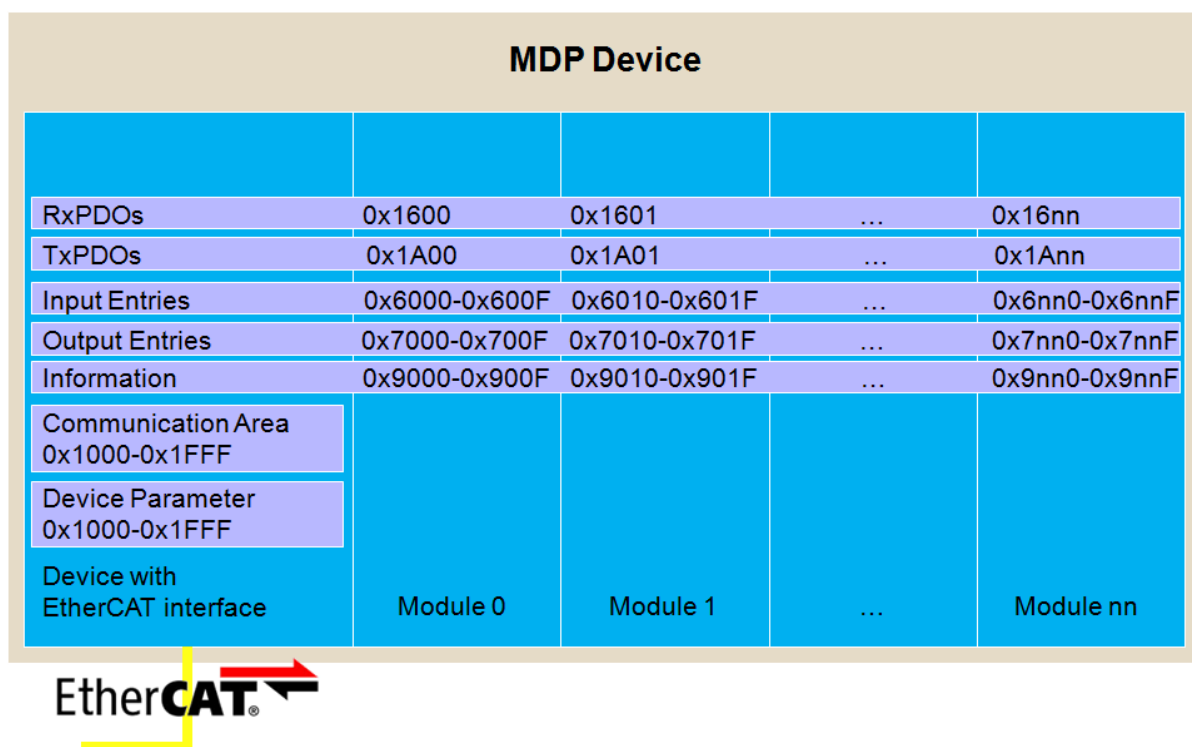 MDP Device
RxPDOs 0x1600 0x1601 ... 0x16nn
TxPDOs 0x1A00 0x1A01 ... 0x1Ann
Input Entries 0x6000-0x600F 0x6010-0x601F ... 0x6nn0-0x6nnF
Output Entries 0x7000-0x700F 0x7010-0x701F ... 0x7nn0-0x7nnF
Information 0x9000-0x900F 0x9010-0x901F ... 0x9nn0-0x9nnF
Communication Area
0x1000-0x1FFF
Device Parameter
0x1000-0x1FFF
Device with
EtherCAT interface Module 0 Module 1 ... Module nn
EtherCAT®